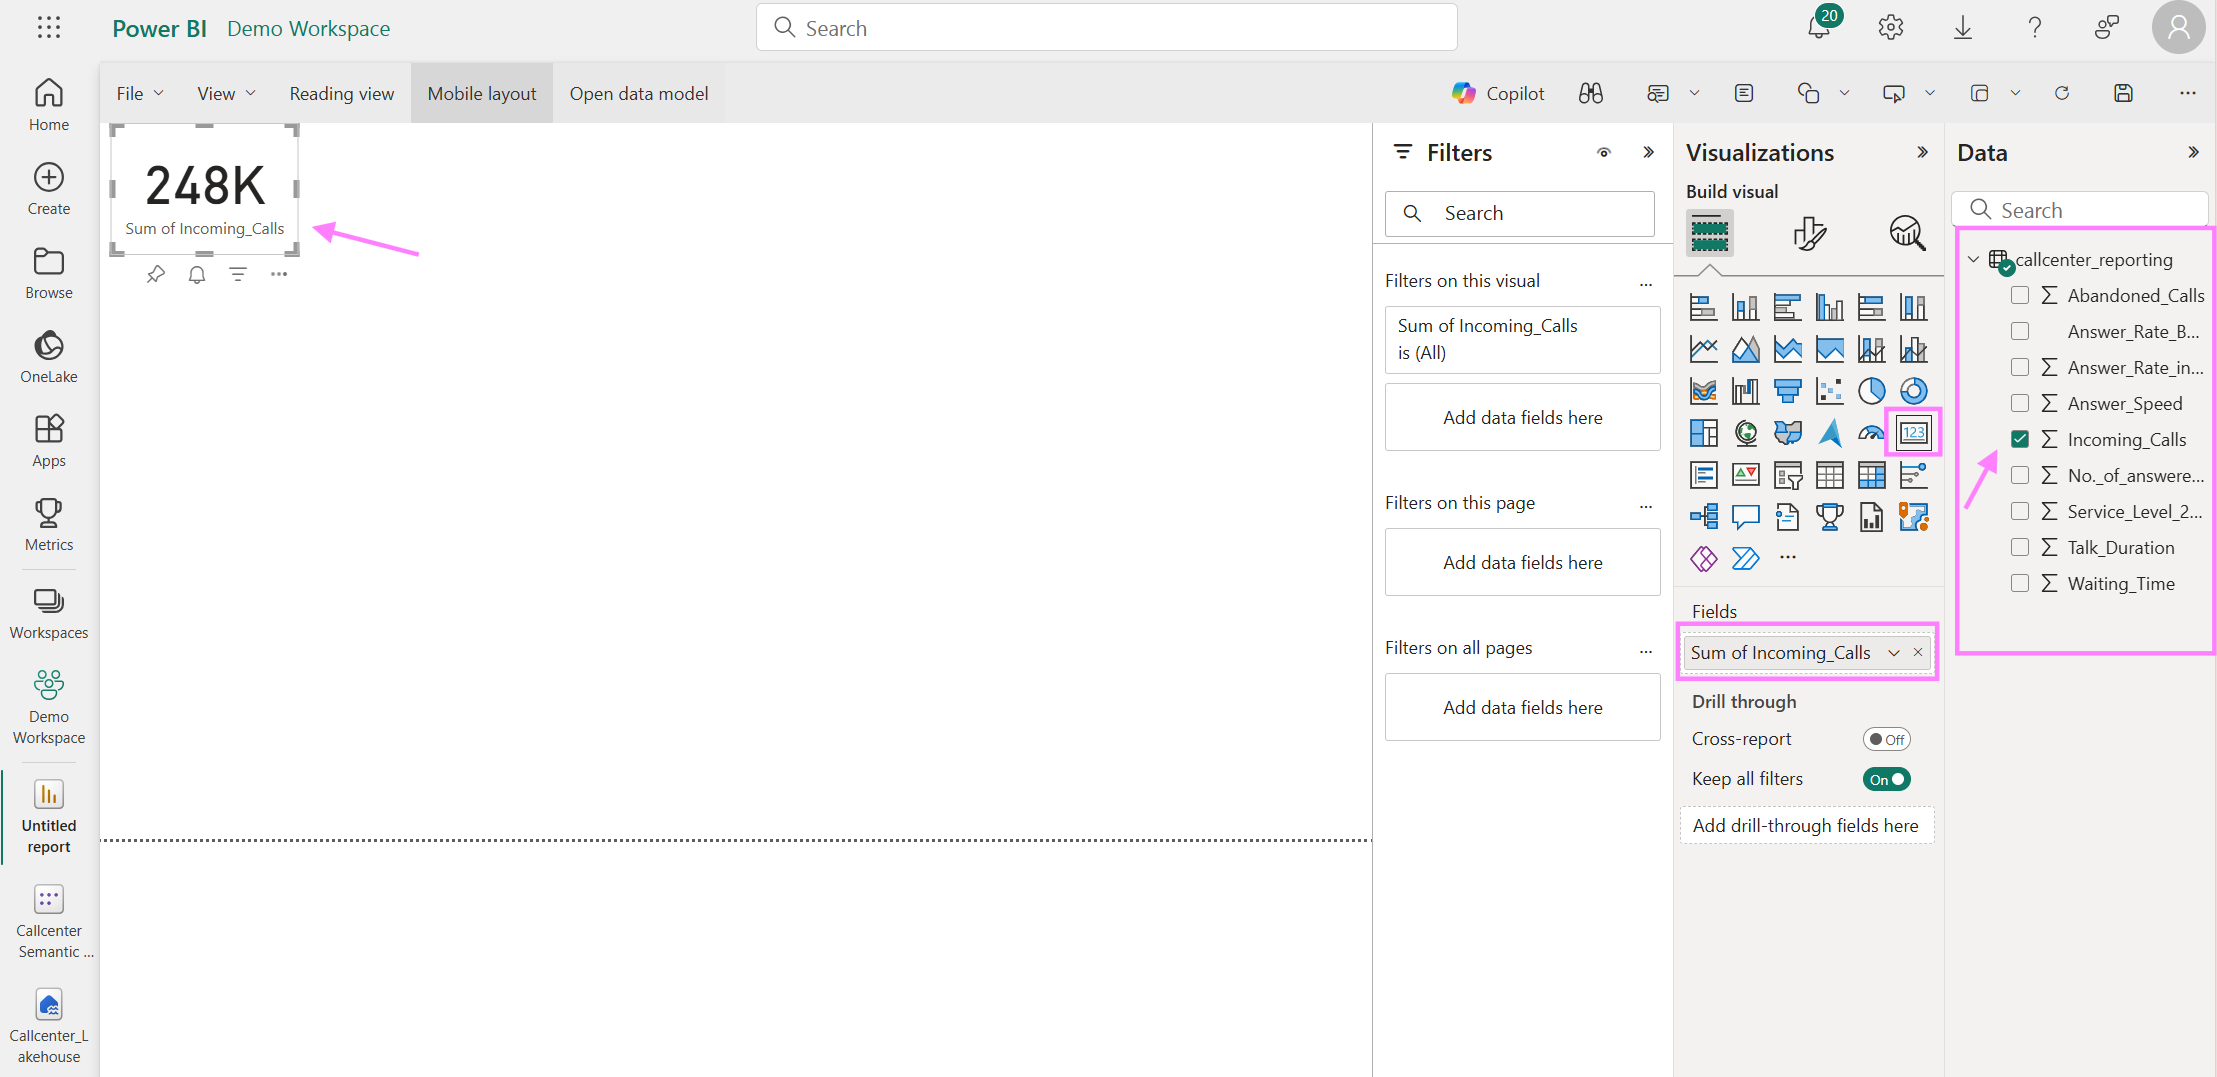 Power BI Demo Workspace
Search
20
File
View
Reading view
Mobile layout
Open data model
Copilot
Home
Create
Browse
OneLake
Apps
Metrics
Workspaces
Demo
Workspace
Untitled
report
Callcenter
Semantic ...
Callcenter_L
akehouse
248K
Sum of Incoming_Calls
Filters
Search
Filters on this visual
...
Sum of Incoming_Calls
is (All)
Add data fields here
Filters on this page
...
Add data fields here
Filters on all pages
...
Add data fields here
Visualizations
Build visual
123
...
Fields
Sum of Incoming_Calls
Drill through
Cross-report
Off
Keep all filters
On
Add drill-through fields here
Data
Search
callcenter_reporting
Abandoned_Calls
Answer_Rate_B...
Answer_Rate_in...
Answer_Speed
Incoming_Calls
No._of_answere...
Service_Level_2...
Talk_Duration
Waiting_Time